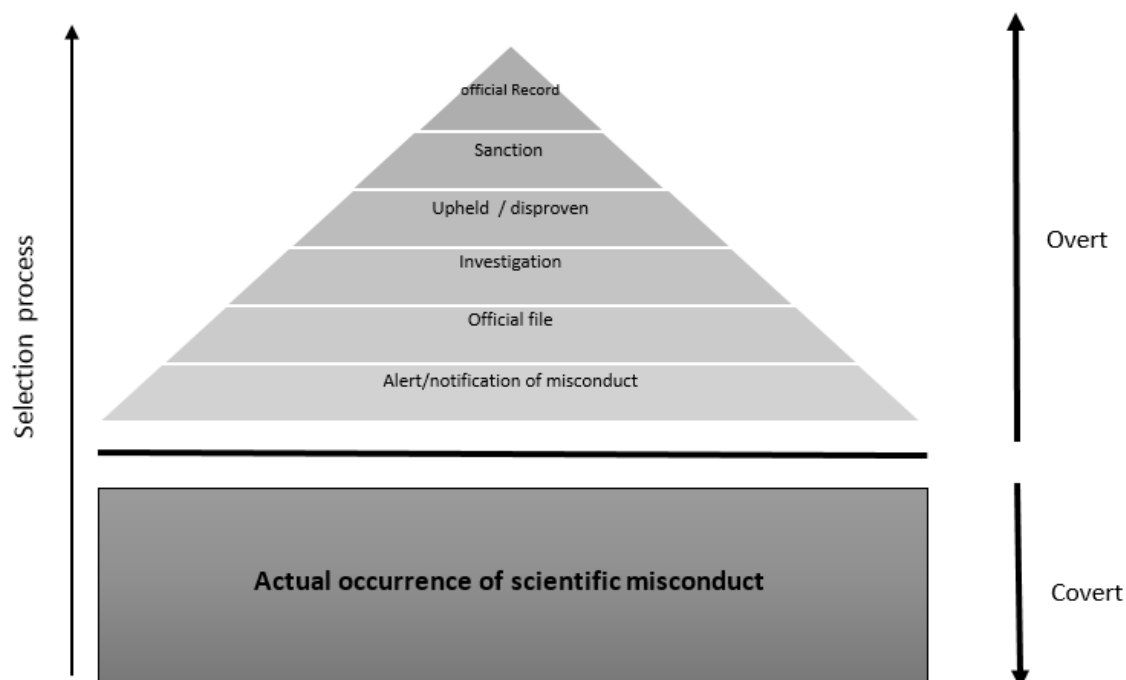 official Record
Sanction
Upheld / disproven
Investigation
Official file
Alert/notification of misconduct
Selection process
Overt
Actual occurrence of scientific misconduct
Covert